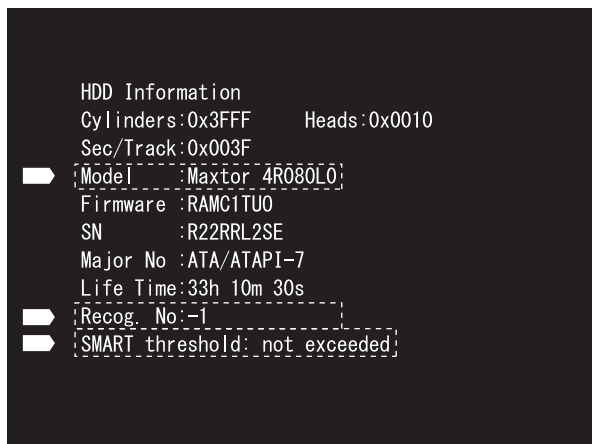 HDD Information
Cylinders:0x3FFF Heads:0x0010
Sec/Track:0x003F
Model :Maxtor 4R080L0
Firmware :RAMC1TU0
SN :R22RRL2SE
Major No :ATA/ATAPI-7
Life Time:33h 10m 30s
Recog. No:-1
SMART threshold: not exceeded